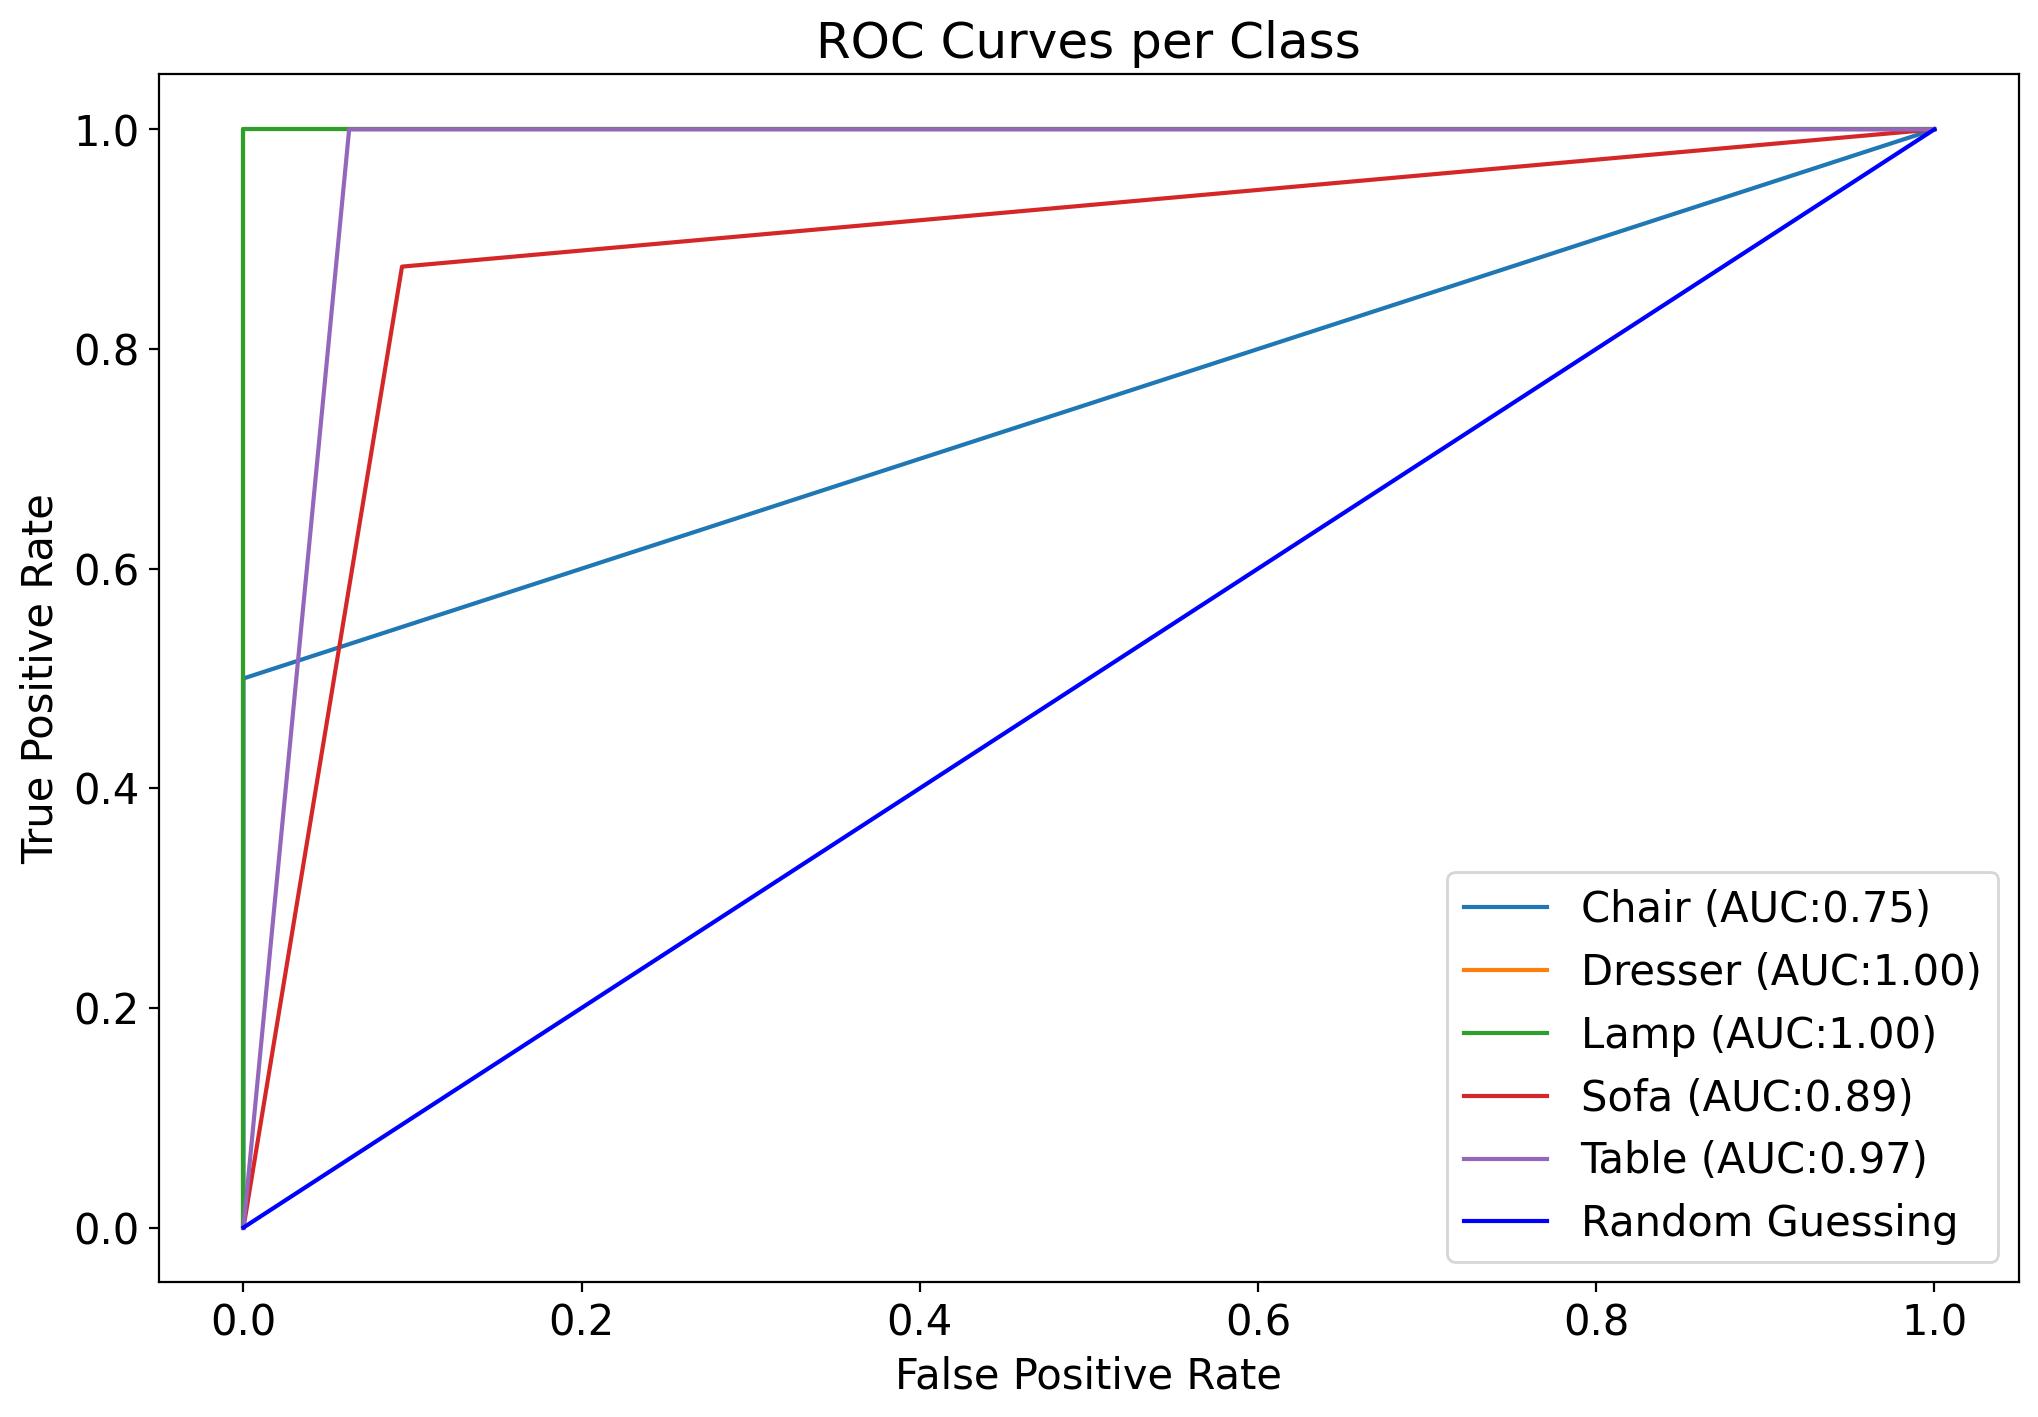 ROC Curves per Class
True Positive Rate
1.0
0.8
0.6
0.4
0.2
0.0
0.0 0.2 0.4 0.6 0.8 1.0
False Positive Rate
Chair (AUC:0.75)
Dresser (AUC:1.00)
Lamp (AUC:1.00)
Sofa (AUC:0.89)
Table (AUC:0.97)
Random Guessing